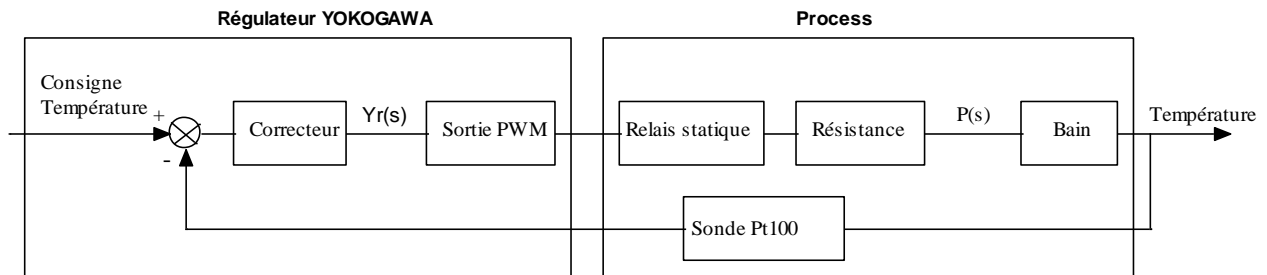 Régulateur YOKOGAWA
Process
Consigne
Température
+
-
Correcteur
Yr(s)
Sortie PWM
Relais statique
Résistance
P(s)
Bain
Température
Sonde Pt100